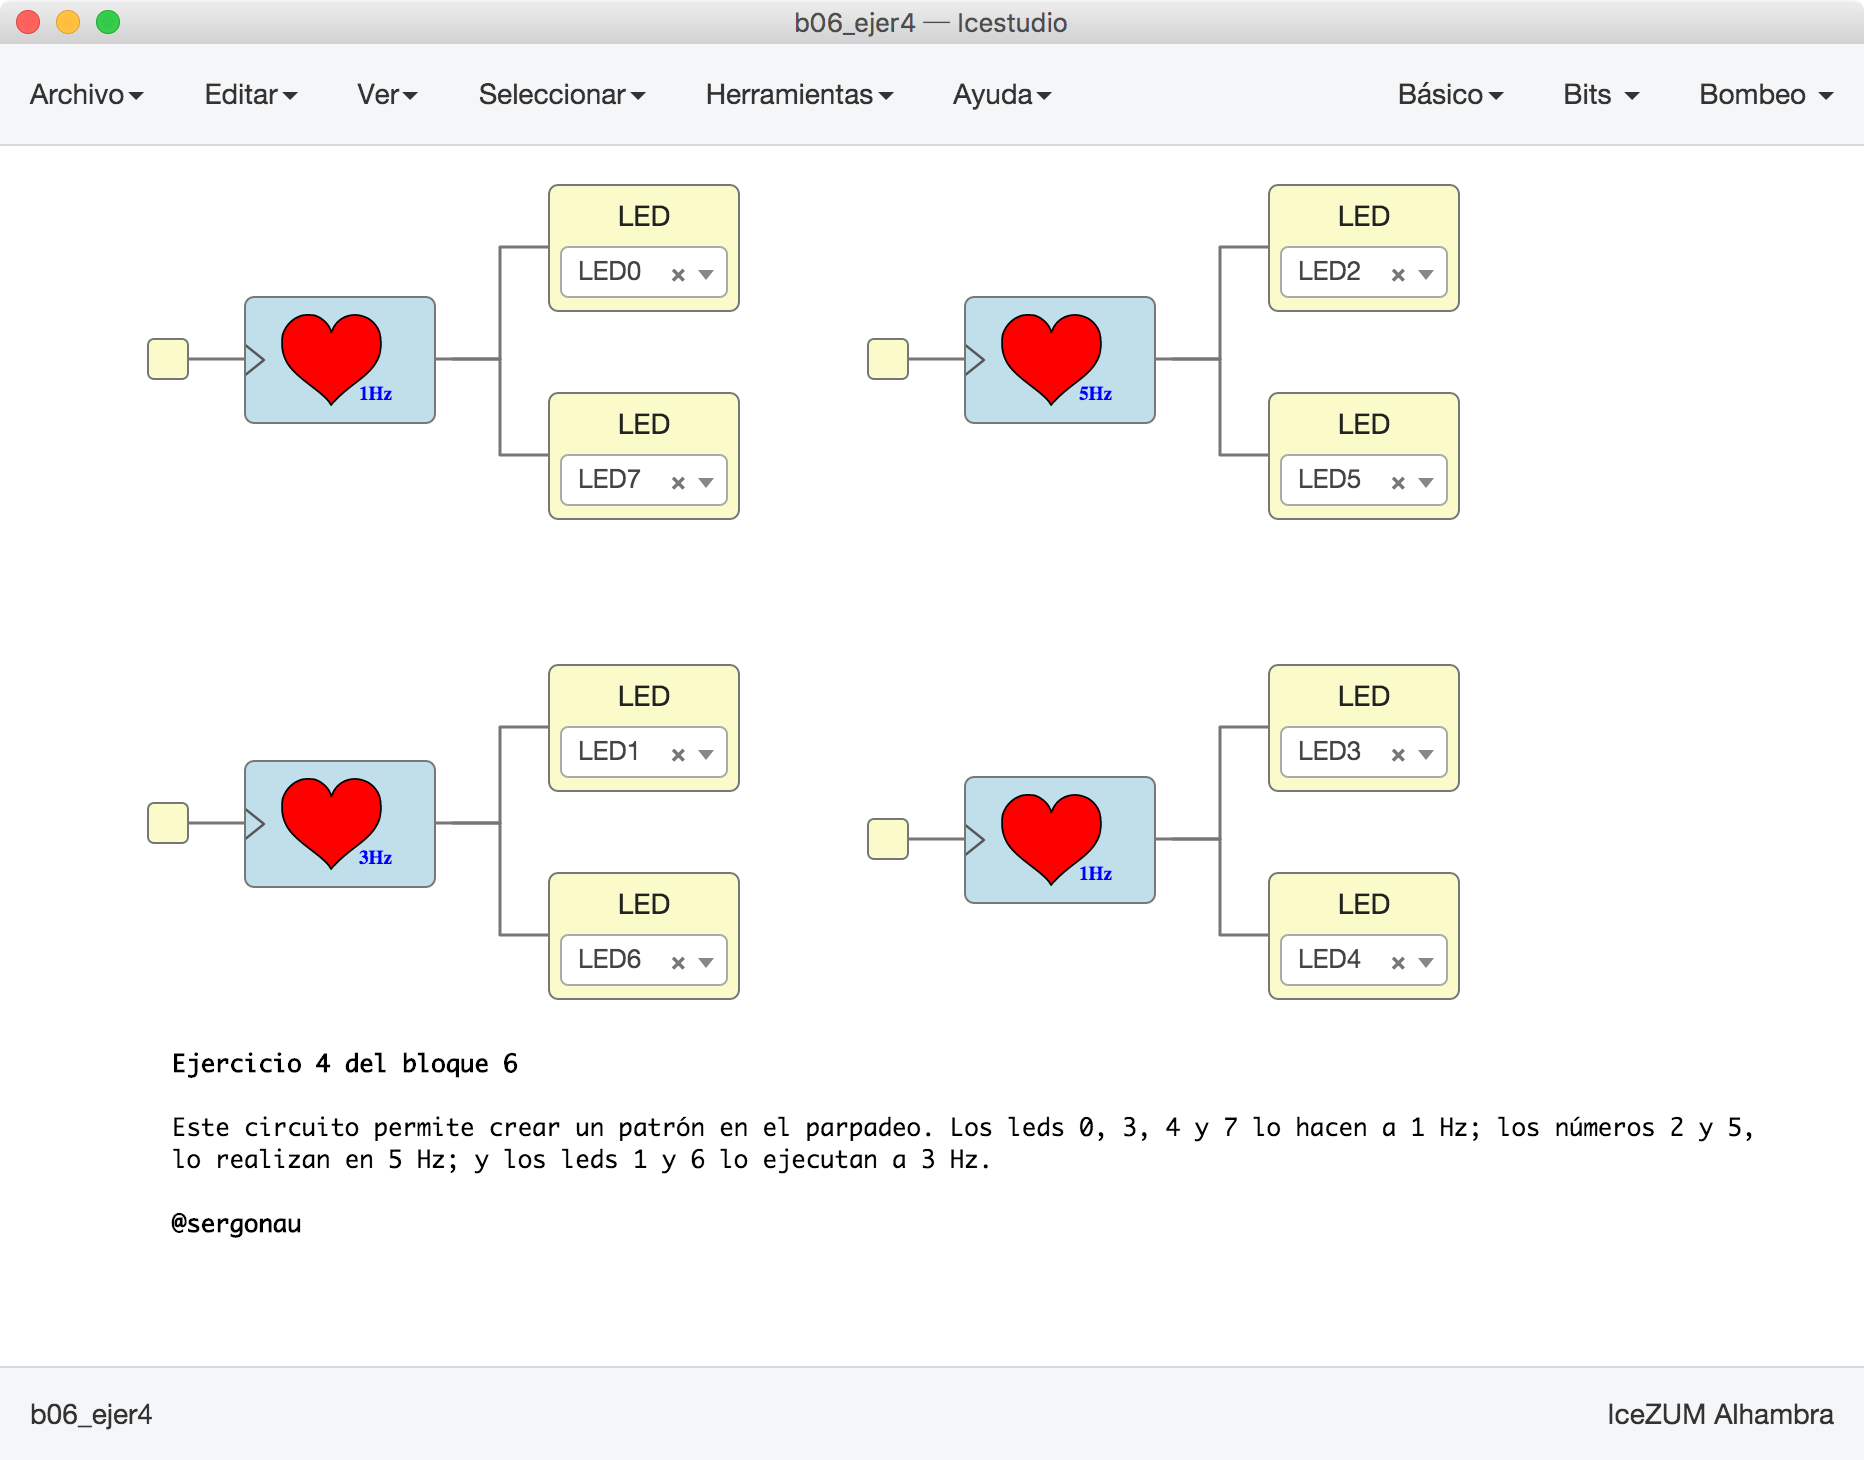 b06_ejer4 — Icestudio
Archivo Editar Ver Seleccionar Herramientas Ayuda Básico Bits Bombeo
LED
LED0
1Hz
LED
LED7
LED
LED2
5Hz
LED
LED5
LED
LED1
3Hz
LED
LED6
LED
LED3
1Hz
LED
LED4
Ejercicio 4 del bloque 6
Este circuito permite crear un patrón en el parpadeo. Los leds 0, 3, 4 y 7 lo hacen a 1 Hz; los números 2 y 5,
lo realizan en 5 Hz; y los leds 1 y 6 lo ejecutan a 3 Hz.
@sergonau
b06_ejer4
IceZUM Alhambra